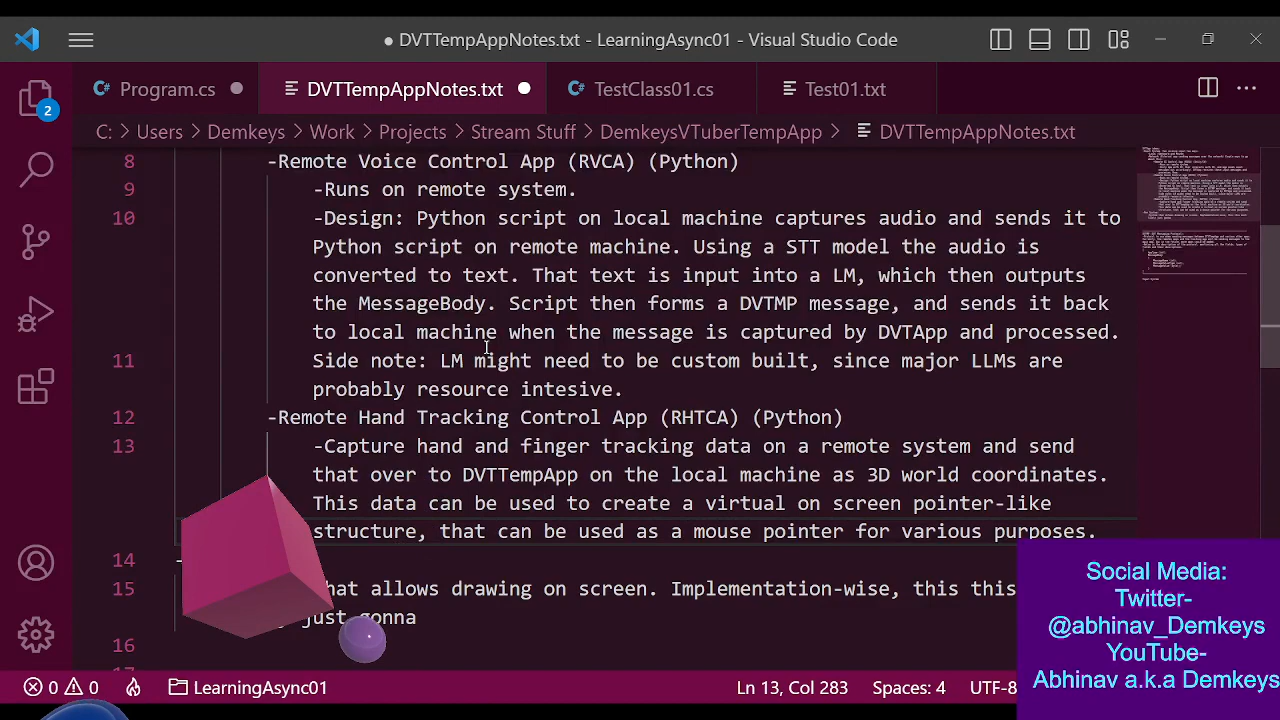 ● DVTTempAppNotes.txt - LearningAsync01 - Visual Studio Code
C# Program.cs ● DVTTempAppNotes.txt ● C# TestClass01.cs Test01.txt
C: > Users > Demkeys > Work > Projects > Stream Stuff > DemkeysVTuberTempApp > DVTTempAppNotes.txt
2
8 -Remote Voice Control App (RVCA) (Python)
9 -Runs on remote system.
10 -Design: Python script on local machine captures audio and sends it to
Python script on remote machine. Using a STT model the audio is
converted to text. That text is input into a LM, which then outputs
the MessageBody. Script then forms a DVTMP message, and sends it back
to local machine when the message is captured by DVTApp and processed.
11 Side note: LM might need to be custom built, since major LLMs are
probably resource intesive.
12 -Remote Hand Tracking Control App (RHTCA) (Python)
13 -Capture hand and finger tracking data on a remote system and send
that over to DVTTempApp on the local machine as 3D world coordinates.
This data can be used to create a virtual on screen pointer-like
structure, that can be used as a mouse pointer for various purposes.
14 -
15 hat allows drawing on screen. Implementation-wise, this this
just gonna
16
Social Media:
Twitter-
@abhinav_Demkeys
YouTube-
Abhinav a.k.a Demkeys
0 0 LearningAsync01 Ln 13, Col 283 Spaces: 4 UTF-8